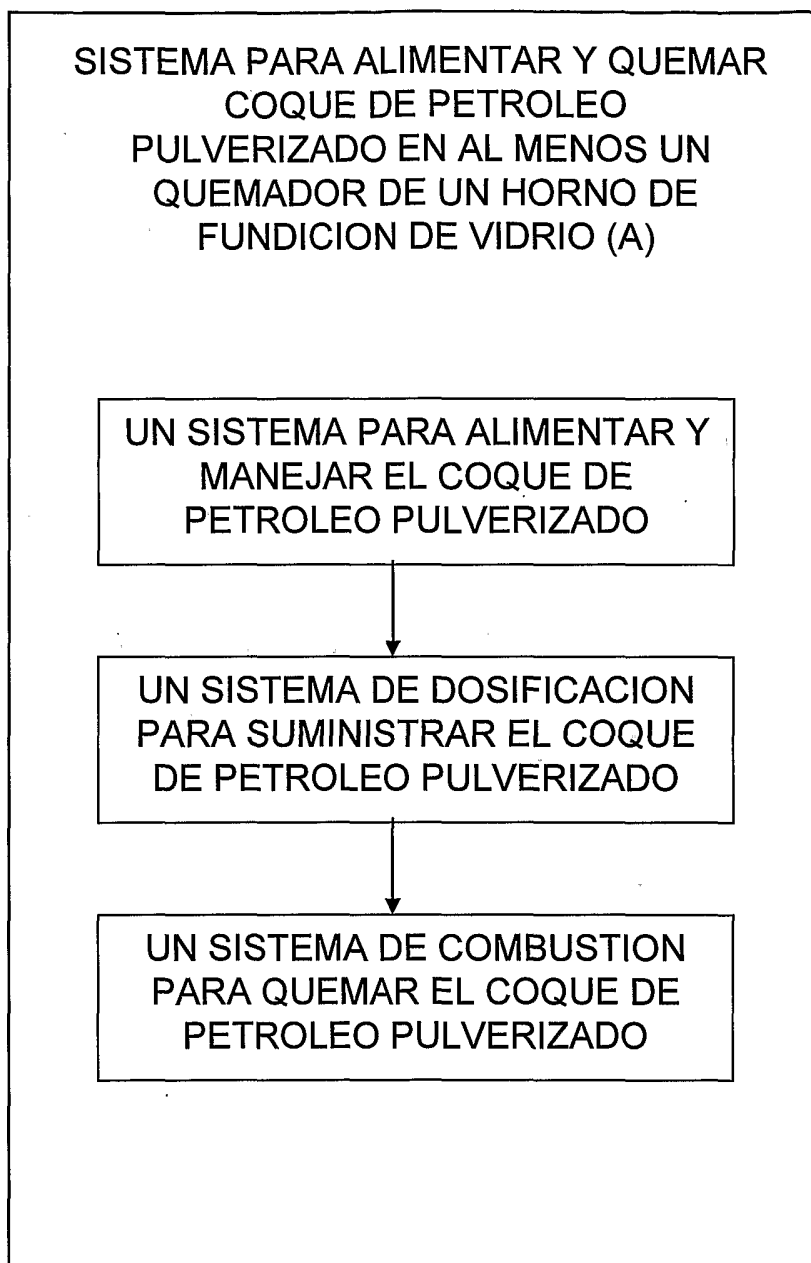 SISTEMA PARA ALIMENTAR Y QUEMAR
COQUE DE PETROLEO
PULVERIZADO EN AL MENOS UN
QUEMADOR DE UN HORNO DE
FUNDICION DE VIDRIO (A)
UN SISTEMA PARA ALIMENTAR Y
MANEJAR EL COQUE DE
PETROLEO PULVERIZADO
UN SISTEMA DE DOSIFICACION
PARA SUMINISTRAR EL COQUE
DE PETROLEO PULVERIZADO
UN SISTEMA DE COMBUSTION
PARA QUEMAR EL COQUE DE
PETROLEO PULVERIZADO